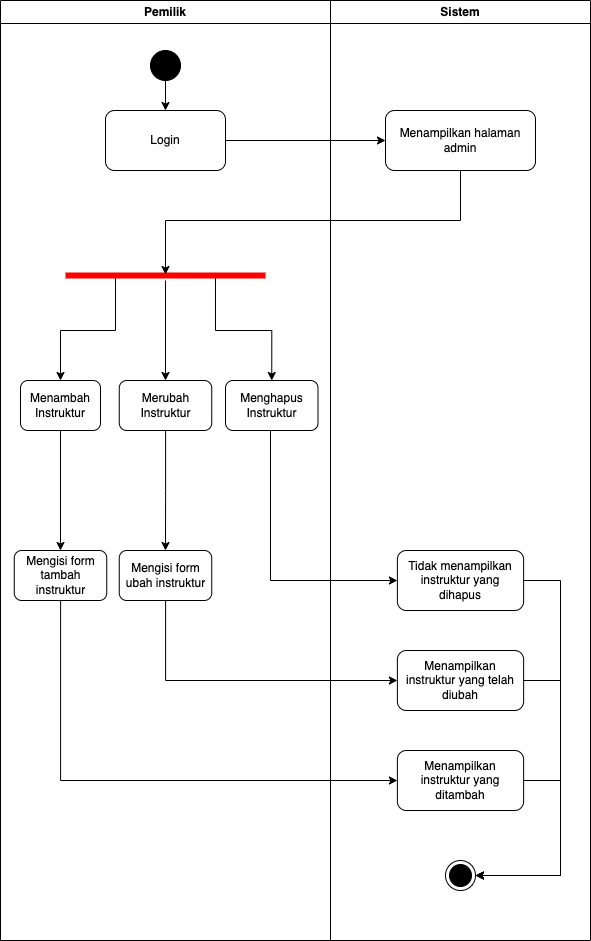 Pemilik
Sistem
Login
Menampilkan halaman
admin
Menambah
Instruktur
Merubah
Instruktur
Menghapus
Instruktur
Mengisi form
tambah
instruktur
Mengisi form
ubah instruktur
Tidak menampilkan
instruktur yang
dihapus
Menampilkan
instruktur yang telah
diubah
Menampilkan
instruktur yang
ditambah